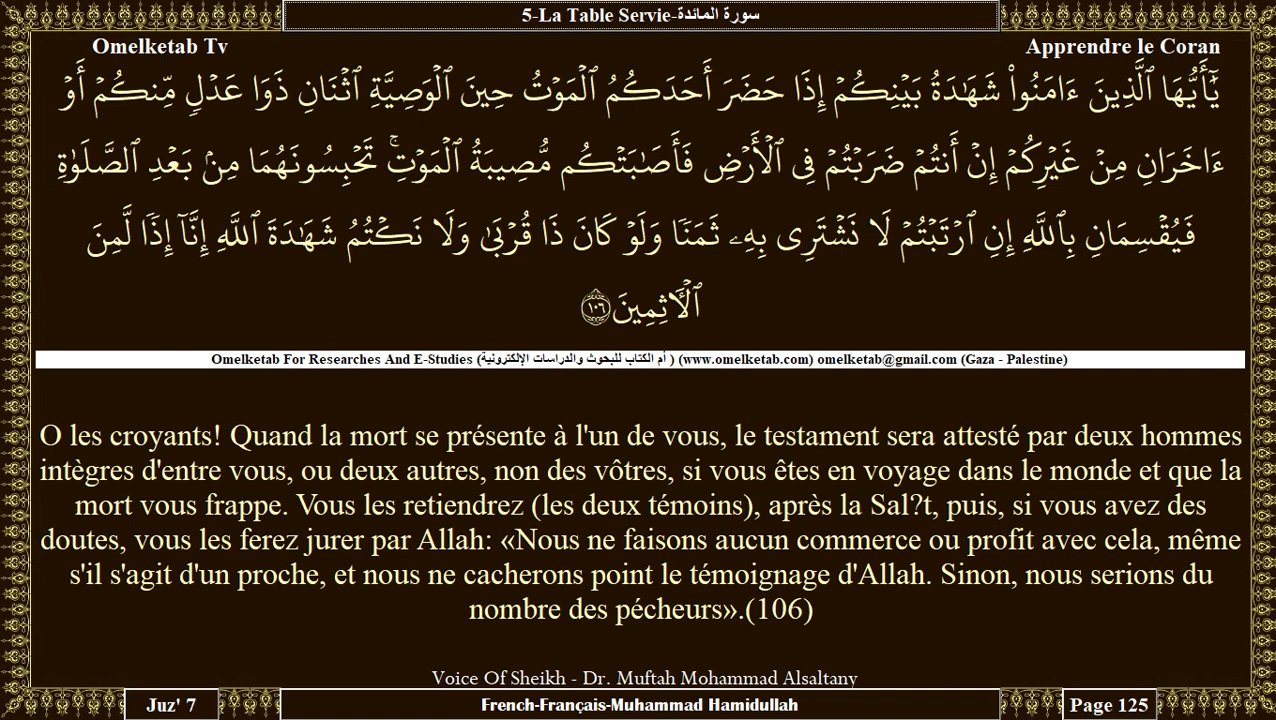 5-La Table Servie-سورة المائدة
Omelketab Tv
Apprendre le Coran
يَٰٓأَيُّهَا ٱلَّذِينَ ءَامَنُوا۟ شَهَٰدَةُ بَيْنِكُمْ إِذَا حَضَرَ أَحَدَكُمُ ٱلْمَوْتُ حِينَ ٱلْوَصِيَّةِ ٱثْنَانِ ذَوَا عَدْلٍ مِّنكُمْ أَوْ
ءَاخَرَانِ مِنْ غَيْرِكُمْ إِنْ أَنتُمْ ضَرَبْتُمْ فِى ٱلْأَرْضِ فَأَصَٰبَتْكُم مُّصِيبَةُ ٱلْمَوْتِ ۚ تَحْبِسُونَهُمَا مِنۢ بَعْدِ ٱلصَّلَوٰةِ
فَيُقْسِمَانِ بِٱللَّهِ إِنِ ٱرْتَبْتُمْ لَا نَشْتَرِى بِهِۦ ثَمَنًا وَلَوْ كَانَ ذَا قُرْبَىٰ وَلَا نَكْتُمُ شَهَٰدَةَ ٱللَّهِ إِنَّآ إِذًا لَّمِنَ
ٱلْءَاثِمِينَ ١٠٦
Omelketab For Researches And E-Studies (أم الكتاب للبحوث والدراسات الإلكترونية ) (www.omelketab.com) omelketab@gmail.com (Gaza - Palestine)
O les croyants! Quand la mort se présente à l'un de vous, le testament sera attesté par deux hommes
intègres d'entre vous, ou deux autres, non des vôtres, si vous êtes en voyage dans le monde et que la
mort vous frappe. Vous les retiendrez (les deux témoins), après la Sal?t, puis, si vous avez des
doutes, vous les ferez jurer par Allah: «Nous ne faisons aucun commerce ou profit avec cela, même
s'il s'agit d'un proche, et nous ne cacherons point le témoignage d'Allah. Sinon, nous serions du
nombre des pécheurs».(106)
Voice Of Sheikh - Dr. Muftah Mohammad Alsaltany
Juz' 7
French-Français-Muhammad Hamidullah
Page 125